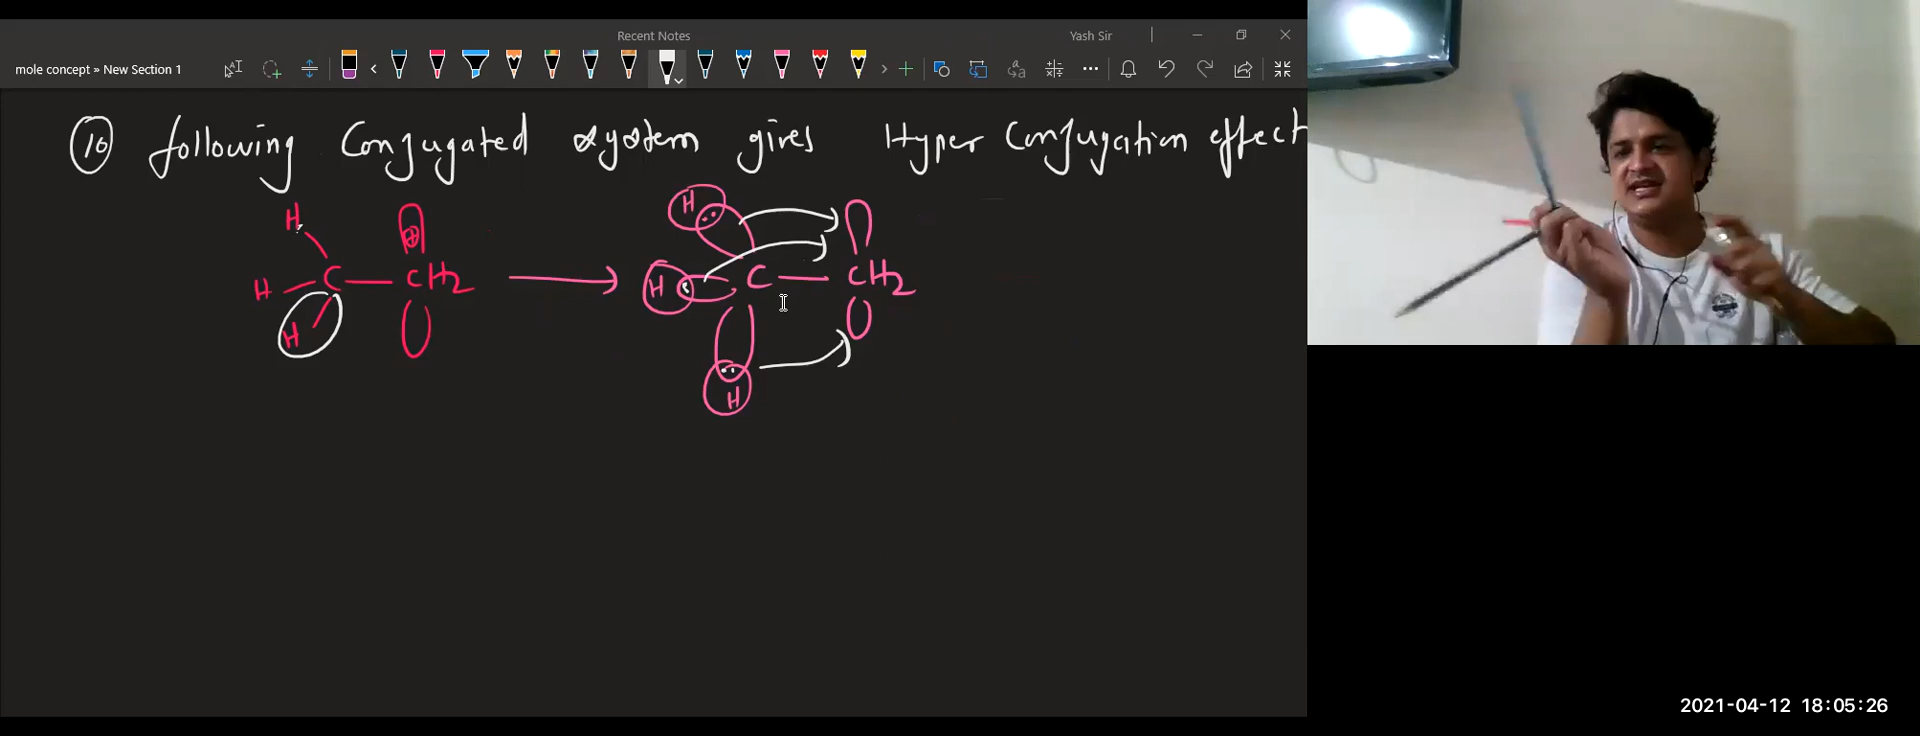 Recent Notes
Yash Sir
mole concept » New Section 1
10 following Conjugated system gives Hyper Conjugation effect
H
H C CH2
H
H
H C CH2
H
2021-04-12 18:05:26